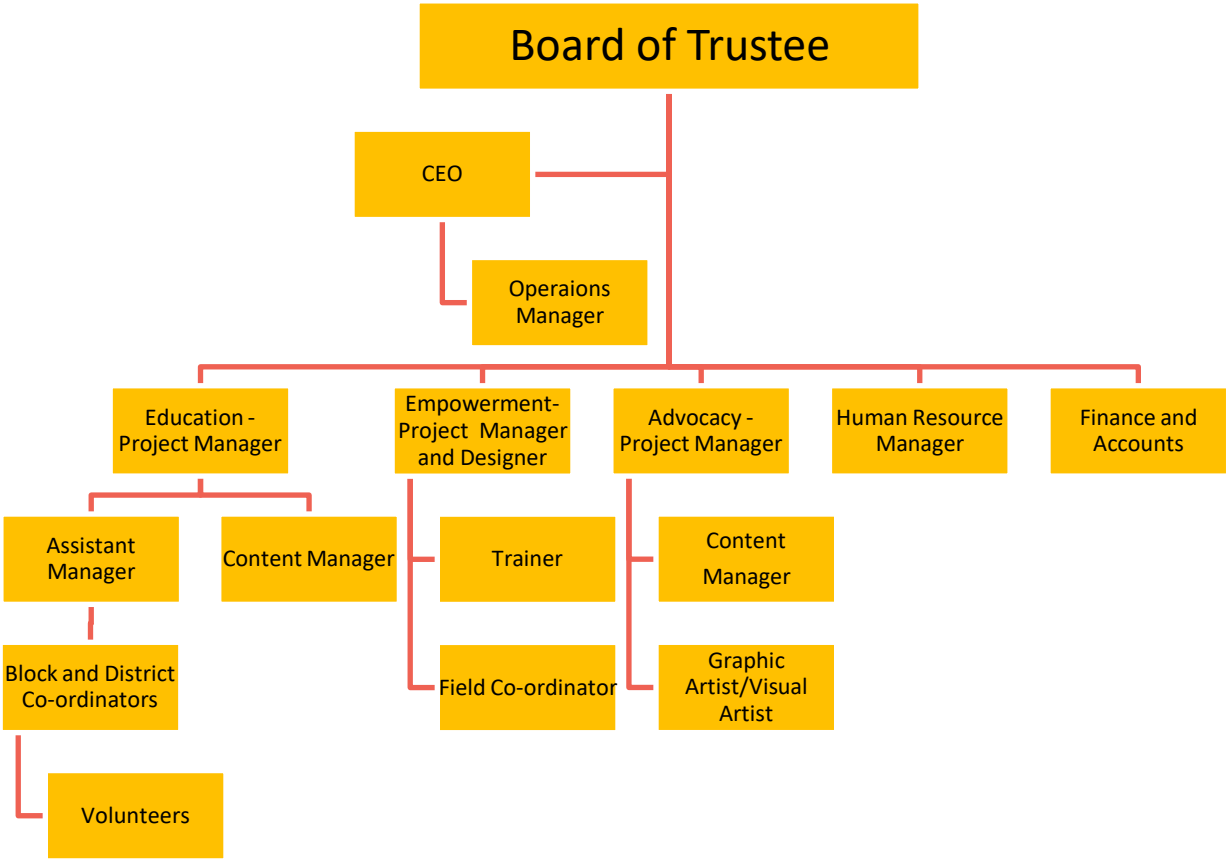 Board of Trustee
CEO
Operaions
Manager
Education -
Project Manager
Empowerment-
Project Manager
and Designer
Advocacy -
Project Manager
Human Resource
Manager
Finance and
Accounts
Assistant
Manager
Content Manager
Trainer
Content
Manager
Block and District
Co-ordinators
Field Co-ordinator
Graphic
Artist/Visual
Artist
Volunteers